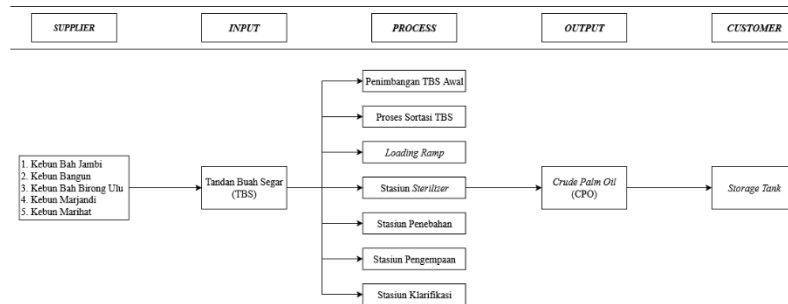 SUPPLIER
INPUT
PROCESS
OUTPUT
CUSTOMER
1. Kebun Bah Jambi
2. Kebun Bangun
3. Kebun Bah Birong Ulu
4. Kebun Marjandi
5. Kebun Marihat
Tandan Buah Segar
(TBS)
Penimbangan TBS Awal
Proses Sortasi TBS
Loading Ramp
Stasiun Sterilizer
Stasiun Penebahan
Stasiun Pengempaan
Stasiun Klarifikasi
Crude Palm Oil
(CPO)
Storage Tank